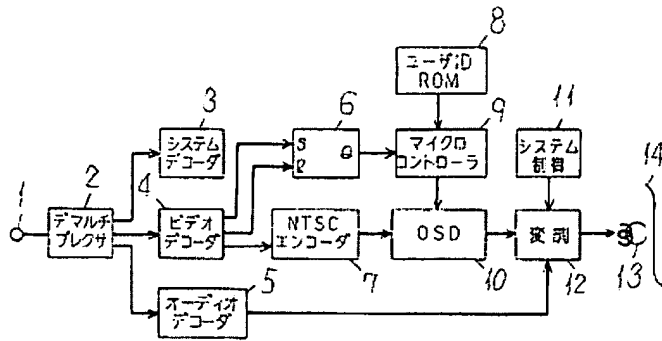 8
ユーザID
ROM
3
システム
デコーダ
6
S
R
Q
9
マイクロ
コントローラ
11
システム
制御
14
1
2
デマルチ
プレクサ
4
ビデオ
デコーダ
NTSC
エンコーダ
7
OSD
10
変調
12
13
5
オーディオ
デコーダ